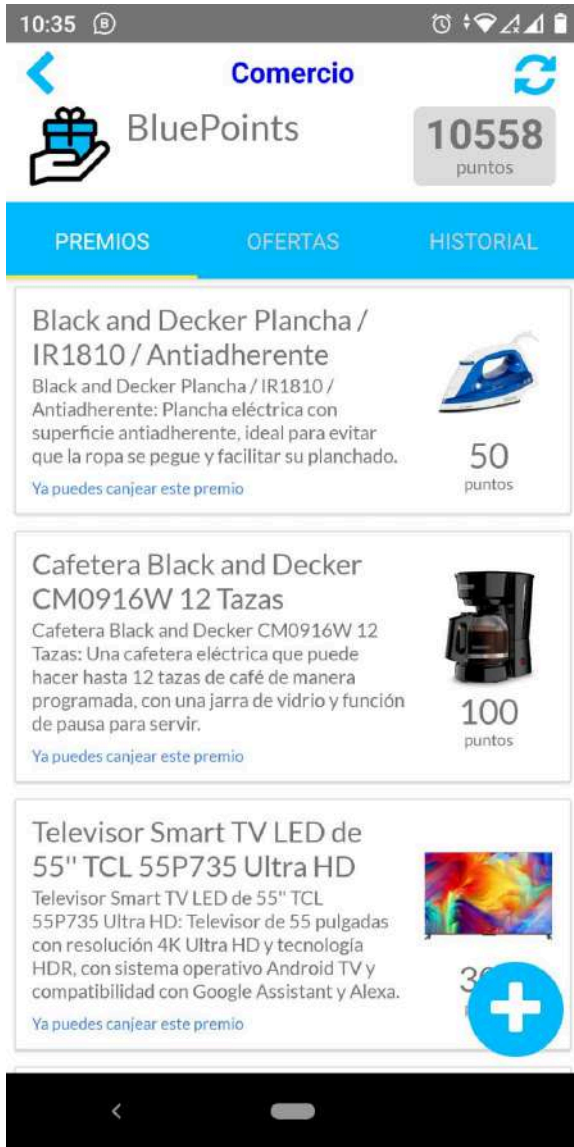 10:35
Comercio
BluePoints
10558
puntos
PREMIOS
OFERTAS
HISTORIAL
Black and Decker Plancha /
IR1810 / Antiadherente
Black and Decker Plancha / IR1810 /
Antiadherente: Plancha eléctrica con
superficie antiadherente, ideal para evitar
que la ropa se pegue y facilitar su planchado.
Ya puedes canjear este premio
50
puntos
Cafetera Black and Decker
CM0916W 12 Tazas
Cafetera Black and Decker CM0916W 12
Tazas: Una cafetera eléctrica que puede
hacer hasta 12 tazas de café de manera
programada, con una jarra de vidrio y función
de pausa para servir.
Ya puedes canjear este premio
100
puntos
Televisor Smart TV LED de
55" TCL 55P735 Ultra HD
Televisor Smart TV LED de 55" TCL
55P735 Ultra HD: Televisor de 55 pulgadas
con resolución 4K Ultra HD y tecnología
HDR, con sistema operativo Android TV y
compatibilidad con Google Assistant y Alexa.
Ya puedes canjear este premio